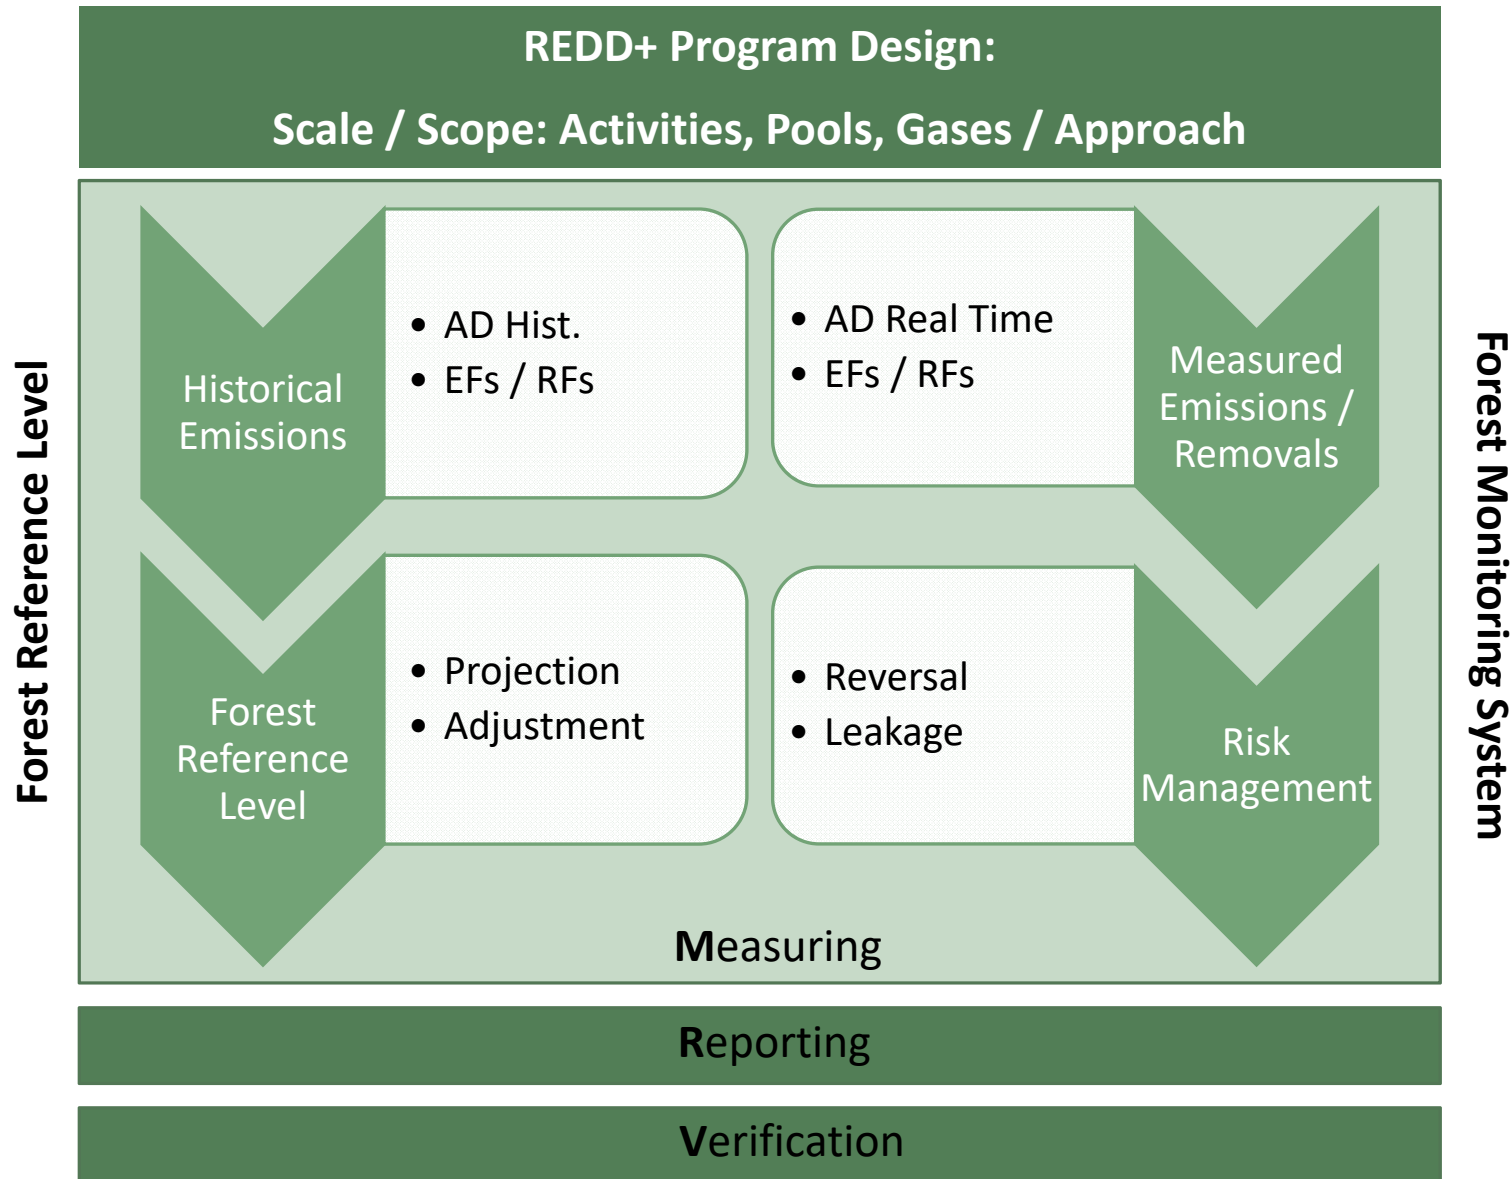 REDD+ Program Design:
Scale / Scope: Activities, Pools, Gases / Approach
Forest Reference Level
Historical
Emissions
• AD Hist.
• EFs / RFs
• AD Real Time
• EFs / RFs
Measured
Emissions /
Removals
Forest
Reference
Level
• Projection
• Adjustment
• Reversal
• Leakage
Risk
Management
Forest Monitoring System
Measuring
Reporting
Verification